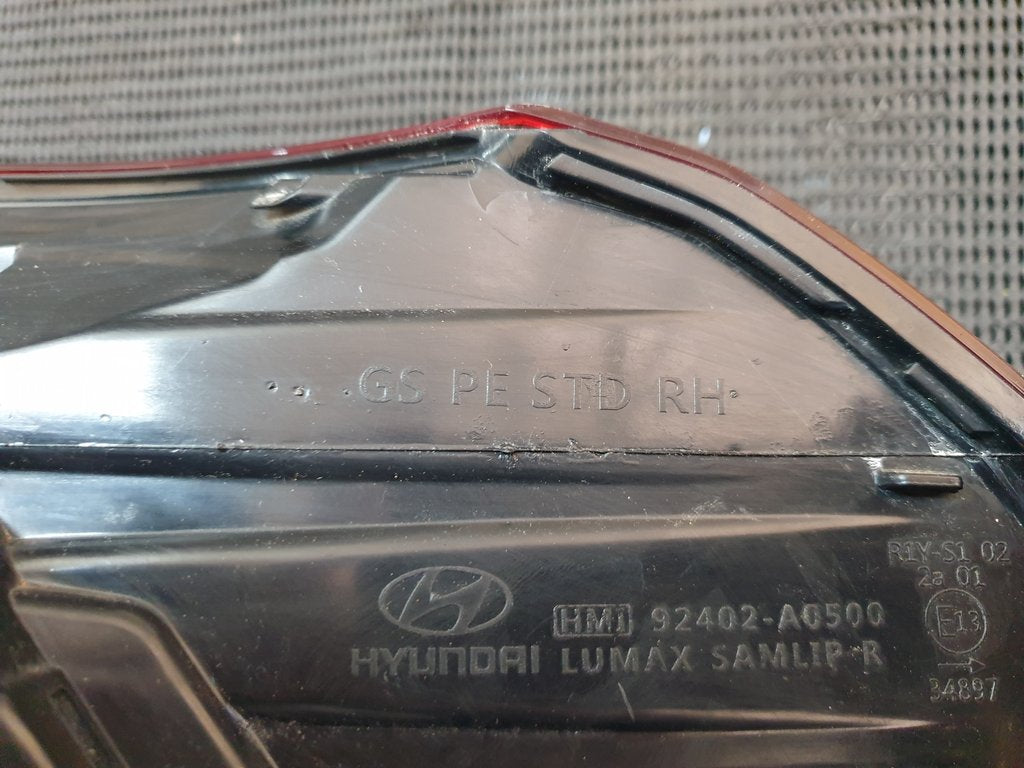 GS PE STD RH
R1Y-S1 02
2a 01
HMI 92402-A0500
E13
HYUNDAI LUMAX SAMLIP-R
34897